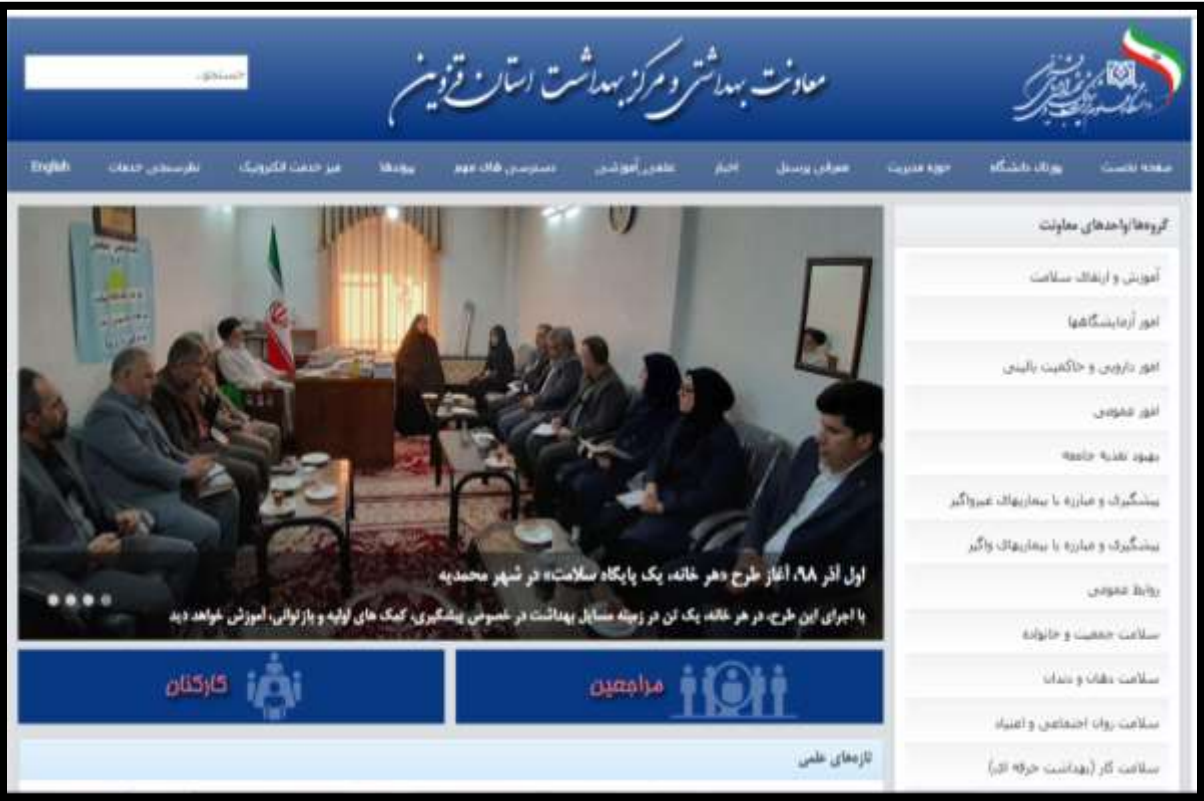 معاونت بهداشتی و مرکز بهداشت استان قزوین
جستجو...
صفحه نخست پورتال دانشگاه حوزه مدیریت معرفی پرسنل اخبار علمی آموزشی دسترسی های مهم پیوندها میز خدمت الکترونیک نظرسنجی خدمات English
گروهها/واحدهای معاونت
آموزش و ارتقای سلامت
امور آزمایشگاهها
امور دارویی و حاکمیت بالینی
امور عمومی
بهبود تغذیه جامعه
پیشگیری و مبارزه با بیماریهای غیرواگیر
پیشگیری و مبارزه با بیماریهای واگیر
روابط عمومی
سلامت جمعیت و خانواده
سلامت دهان و دندان
سلامت روان اجتماعی و اعتیاد
سلامت کار (بهداشت حرفه ای)
اول آذر ۹۸، آغاز طرح «هر خانه، یک پایگاه سلامت» در شهر محمدیه
با اجرای این طرح، در هر خانه، یک تن در زمینه مسایل بهداشت در خصوص پیشگیری، کمک های اولیه و بازتوانی، آموزش خواهد دید
مراجعین
کارکنان
تازه‌های علمی